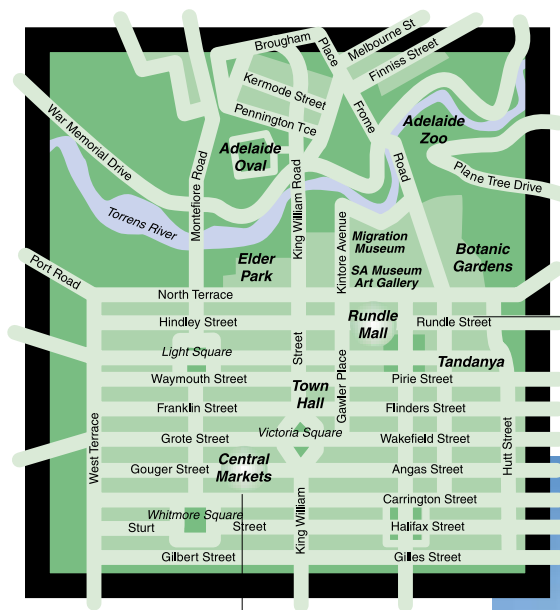 Brougham
Place
Melbourne St
Finniss Street
Kermode Street
Pennington Tce
Frome
Road
Adelaide
Zoo
War Memorial Drive
Adelaide
Oval
Montefiore Road
King William Road
Plane Tree Drive
Torrens River
Kintore Avenue
Migration
Museum
Botanic
Gardens
Elder
Park
SA Museum
Art Gallery
Port Road
North Terrace
Rundle
Mall
Hindley Street
Rundle Street
Street
Light Square
Tandanya
Waymouth Street
Pirie Street
Town
Hall
Gawler Place
Franklin Street
Flinders Street
Victoria Square
Grote Street
Wakefield Street
Hutt Street
West Terrace
Central
Markets
Gouger Street
Angas Street
King William
Carrington Street
Whitmore Square
Sturt
Street
Halifax Street
Gilbert Street
Gilles Street